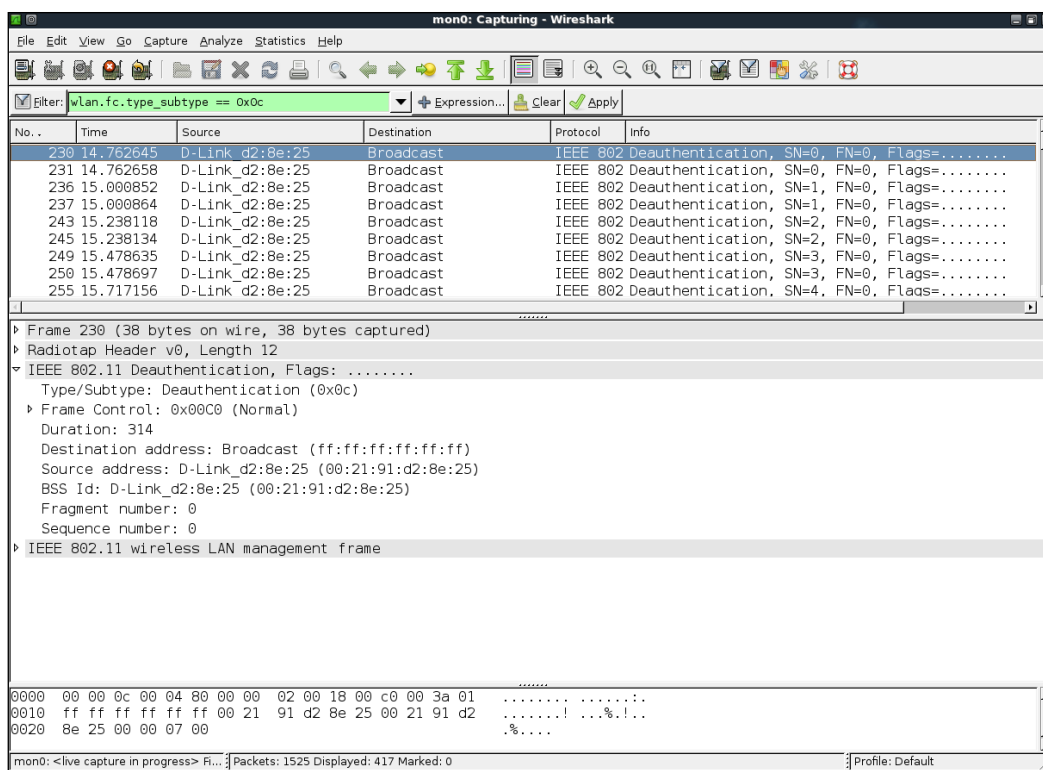 mon0: Capturing - Wireshark
File Edit View Go Capture Analyze Statistics Help
Filter: wlan.fc.type_subtype == 0x0c Expression... Clear Apply
No. . Time Source Destination Protocol Info
230 14.762645 D-Link_d2:8e:25 Broadcast IEEE 802 Deauthentication, SN=0, FN=0, Flags=........
231 14.762658 D-Link_d2:8e:25 Broadcast IEEE 802 Deauthentication, SN=0, FN=0, Flags=........
236 15.000852 D-Link_d2:8e:25 Broadcast IEEE 802 Deauthentication, SN=1, FN=0, Flags=........
237 15.000864 D-Link_d2:8e:25 Broadcast IEEE 802 Deauthentication, SN=1, FN=0, Flags=........
243 15.238118 D-Link_d2:8e:25 Broadcast IEEE 802 Deauthentication, SN=2, FN=0, Flags=........
245 15.238134 D-Link_d2:8e:25 Broadcast IEEE 802 Deauthentication, SN=2, FN=0, Flags=........
249 15.478635 D-Link_d2:8e:25 Broadcast IEEE 802 Deauthentication, SN=3, FN=0, Flags=........
250 15.478697 D-Link_d2:8e:25 Broadcast IEEE 802 Deauthentication, SN=3, FN=0, Flags=........
255 15.717156 D-Link_d2:8e:25 Broadcast IEEE 802 Deauthentication, SN=4, FN=0, Flags=........
Frame 230 (38 bytes on wire, 38 bytes captured)
Radiotap Header v0, Length 12
IEEE 802.11 Deauthentication, Flags: ........
Type/Subtype: Deauthentication (0x0c)
Frame Control: 0x00C0 (Normal)
Duration: 314
Destination address: Broadcast (ff:ff:ff:ff:ff:ff)
Source address: D-Link_d2:8e:25 (00:21:91:d2:8e:25)
BSS Id: D-Link_d2:8e:25 (00:21:91:d2:8e:25)
Fragment number: 0
Sequence number: 0
IEEE 802.11 wireless LAN management frame
0000 00 00 0c 00 04 80 00 00 02 00 18 00 c0 00 3a 01 ........ ......:.
0010 ff ff ff ff ff ff 00 21 91 d2 8e 25 00 21 91 d2 .......! ...%.!..
0020 8e 25 00 00 07 00 .%....
mon0: <live capture in progress> Fi... Packets: 1525 Displayed: 417 Marked: 0 Profile: Default